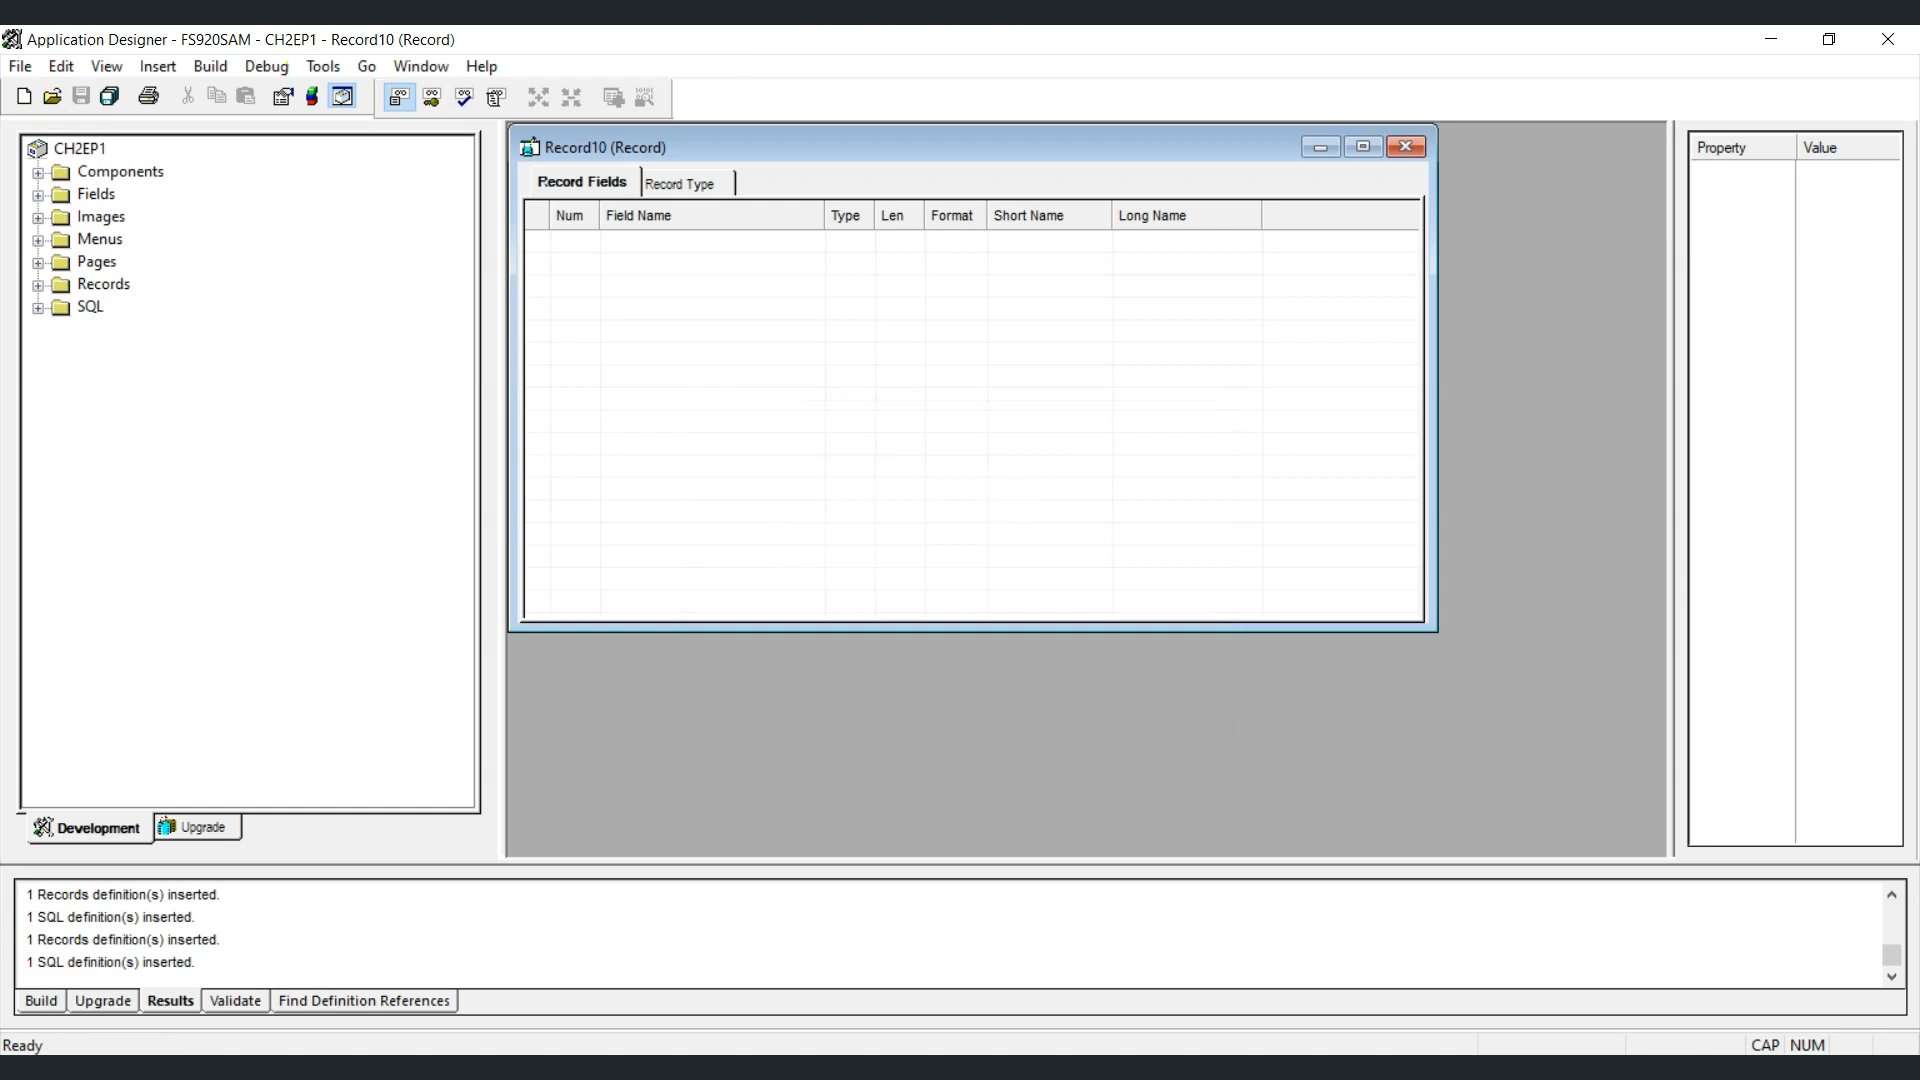 Application Designer - FS920SAM - CH2EP1 - Record10 (Record)
File Edit View Insert Build Debug Tools Go Window Help
CH2EP1
Components
Fields
Images
Menus
Pages
Records
SQL
Development Upgrade
Record10 (Record)
Record Fields Record Type
Num Field Name Type Len Format Short Name Long Name
Property Value
1 Records definition(s) inserted.
1 SQL definition(s) inserted.
1 Records definition(s) inserted.
1 SQL definition(s) inserted.
Build Upgrade Results Validate Find Definition References
Ready CAP NUM